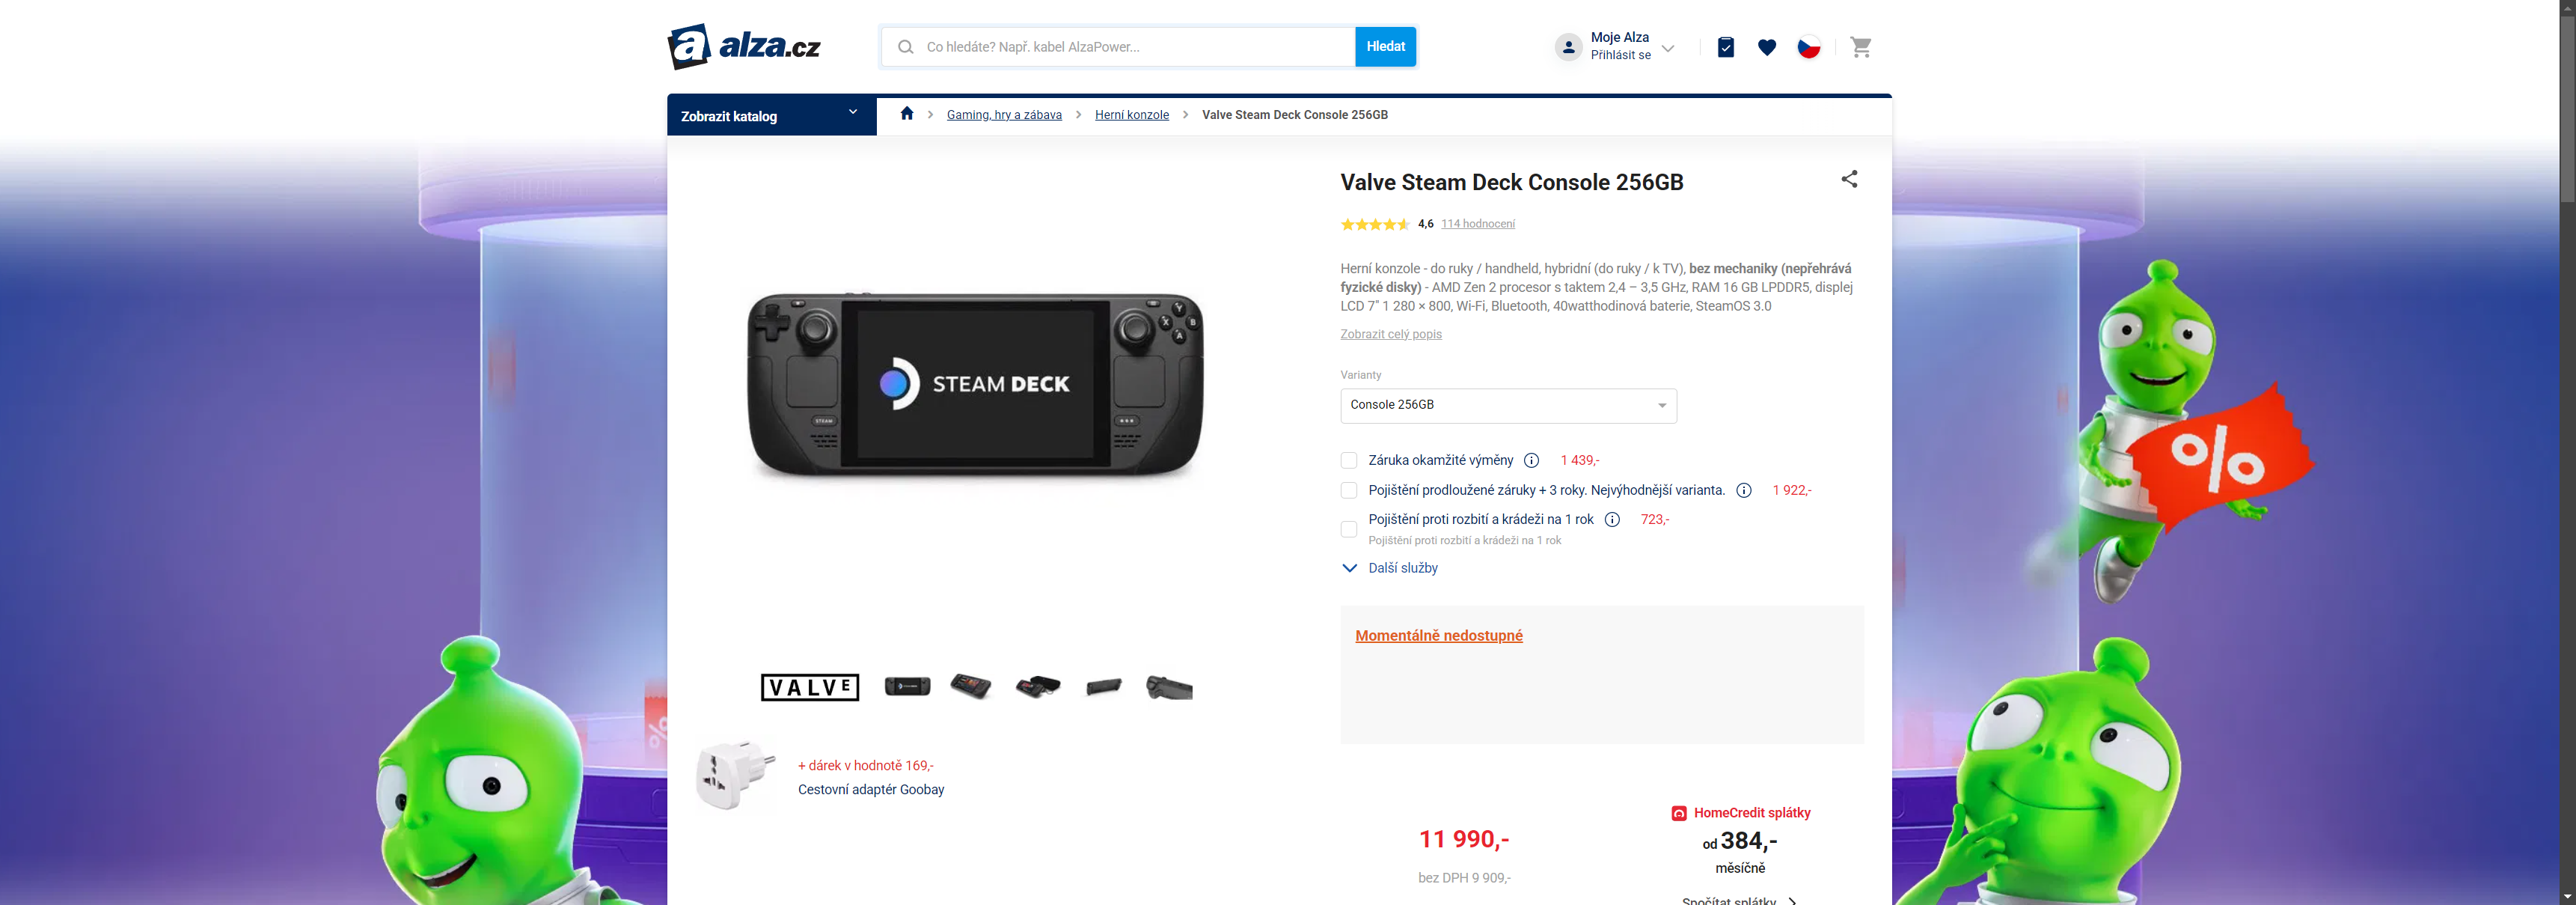 alza.cz
Co hledáte? Např. kabel AlzaPower...
Hledat
Moje Alza
Přihlásit se
Zobrazit katalog
Gaming, hry a zábava
Herní konzole
Valve Steam Deck Console 256GB
Valve Steam Deck Console 256GB
4,6 114 hodnocení
Herní konzole - do ruky / handheld, hybridní (do ruky / k TV), bez mechaniky (nepřehrává
fyzické disky) - AMD Zen 2 procesor s taktem 2,4 – 3,5 GHz, RAM 16 GB LPDDR5, displej
LCD 7" 1 280 × 800, Wi-Fi, Bluetooth, 40watthodinová baterie, SteamOS 3.0
Zobrazit celý popis
Varianty
Console 256GB
Záruka okamžité výměny 1 439,-
Pojištění prodloužené záruky + 3 roky. Nejvýhodnější varianta. 1 922,-
Pojištění proti rozbití a krádeži na 1 rok 723,-
Pojištění proti rozbití a krádeži na 1 rok
Další služby
Momentálně nedostupné
Y
X B
A
STEAM DECK
STEAM
VALVE
+ dárek v hodnotě 169,-
Cestovní adaptér Goobay
11 990,-
bez DPH 9 909,-
HomeCredit splátky
od 384,-
měsíčně
Spočítat splátky
%
%